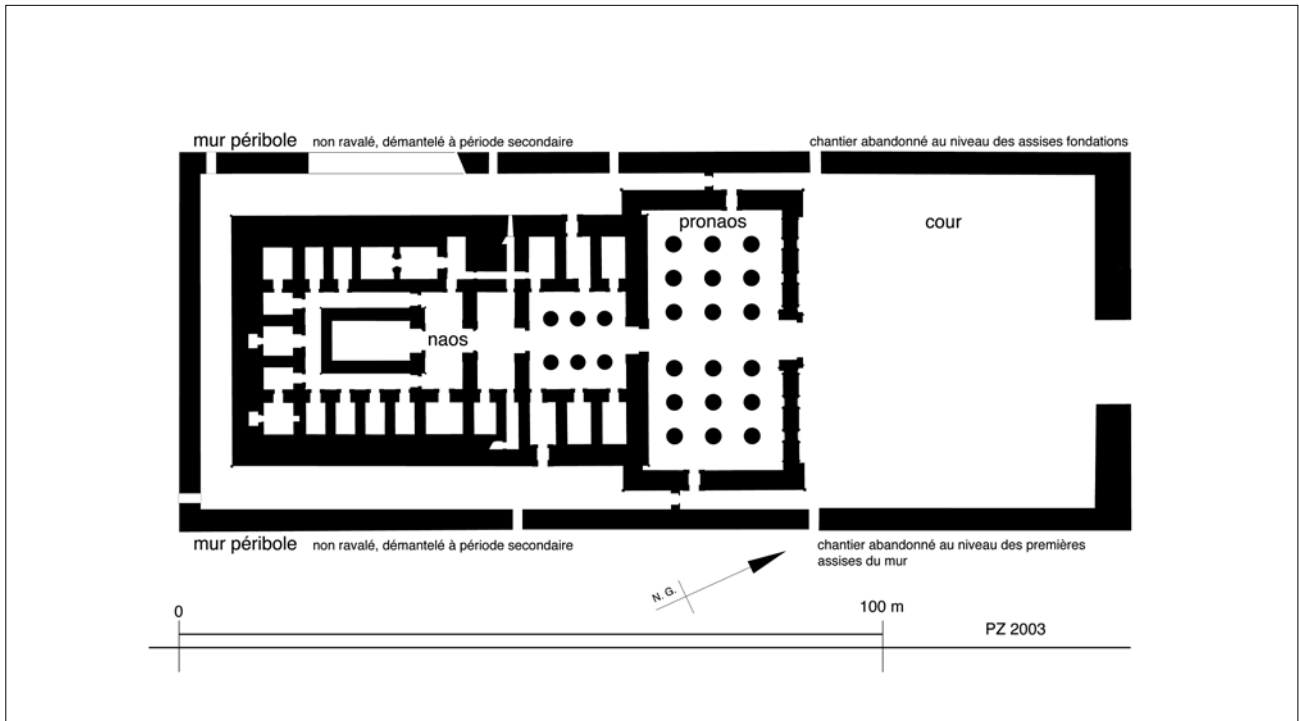 mur péribole non ravalé, démantelé à période secondaire
chantier abandonné au niveau des assises fondations
pronaos
cour
naos
mur péribole non ravalé, démantelé à période secondaire
chantier abandonné au niveau des premières
assises du mur
N. G.
0
100 m
PZ 2003